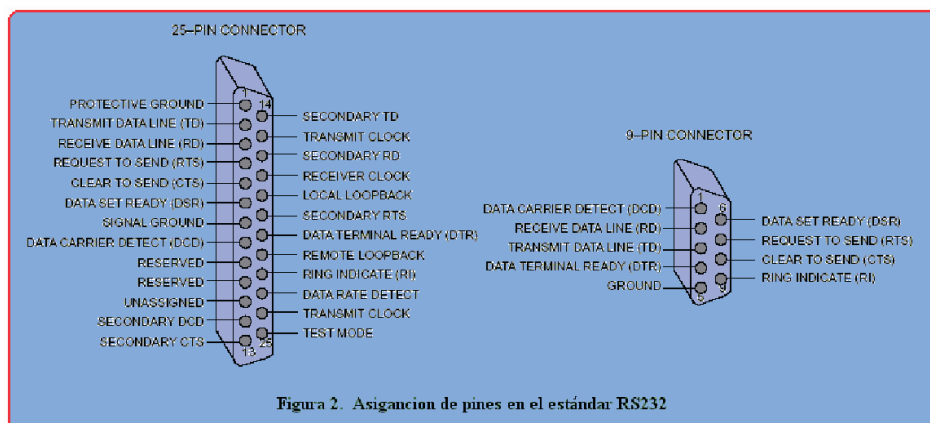 25-PIN CONNECTOR
1
14
PROTECTIVE GROUND
TRANSMIT DATA LINE (TD)
RECEIVE DATA LINE (RD)
REQUEST TO SEND (RTS)
CLEAR TO SEND (CTS)
DATA SET READY (DSR)
SIGNAL GROUND
DATA CARRIER DETECT (DCD)
RESERVED
RESERVED
UNASSIGNED
SECONDARY DCD
SECONDARY CTS
13
25
SECONDARY TD
TRANSMIT CLOCK
SECONDARY RD
RECEIVER CLOCK
LOCAL LOOPBACK
SECONDARY RTS
DATA TERMINAL READY (DTR)
REMOTE LOOPBACK
RING INDICATE (RI)
DATA RATE DETECT
TRANSMIT CLOCK
TEST MODE
9-PIN CONNECTOR
1
6
DATA CARRIER DETECT (DCD)
RECEIVE DATA LINE (RD)
TRANSMIT DATA LINE (TD)
DATA TERMINAL READY (DTR)
GROUND
5
9
DATA SET READY (DSR)
REQUEST TO SEND (RTS)
CLEAR TO SEND (CTS)
RING INDICATE (RI)
Figura 2. Asigancion de pines en el estándar RS232